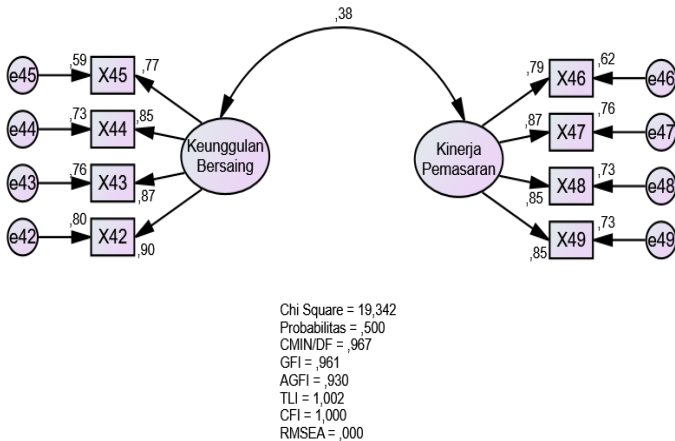 ,38
e45 ,59 X45 ,77
e44 ,73 X44 ,85
e43 ,76 X43 ,87
e42 ,80 X42 ,90
Keunggulan
Bersaing
Kinerja
Pemasaran
,79 X46 ,62 e46
,87 X47 ,76 e47
,85 X48 ,73 e48
,85 X49 ,73 e49
Chi Square = 19,342
Probabilitas = ,500
CMIN/DF = ,967
GFI = ,961
AGFI = ,930
TLI = 1,002
CFI = 1,000
RMSEA = ,000